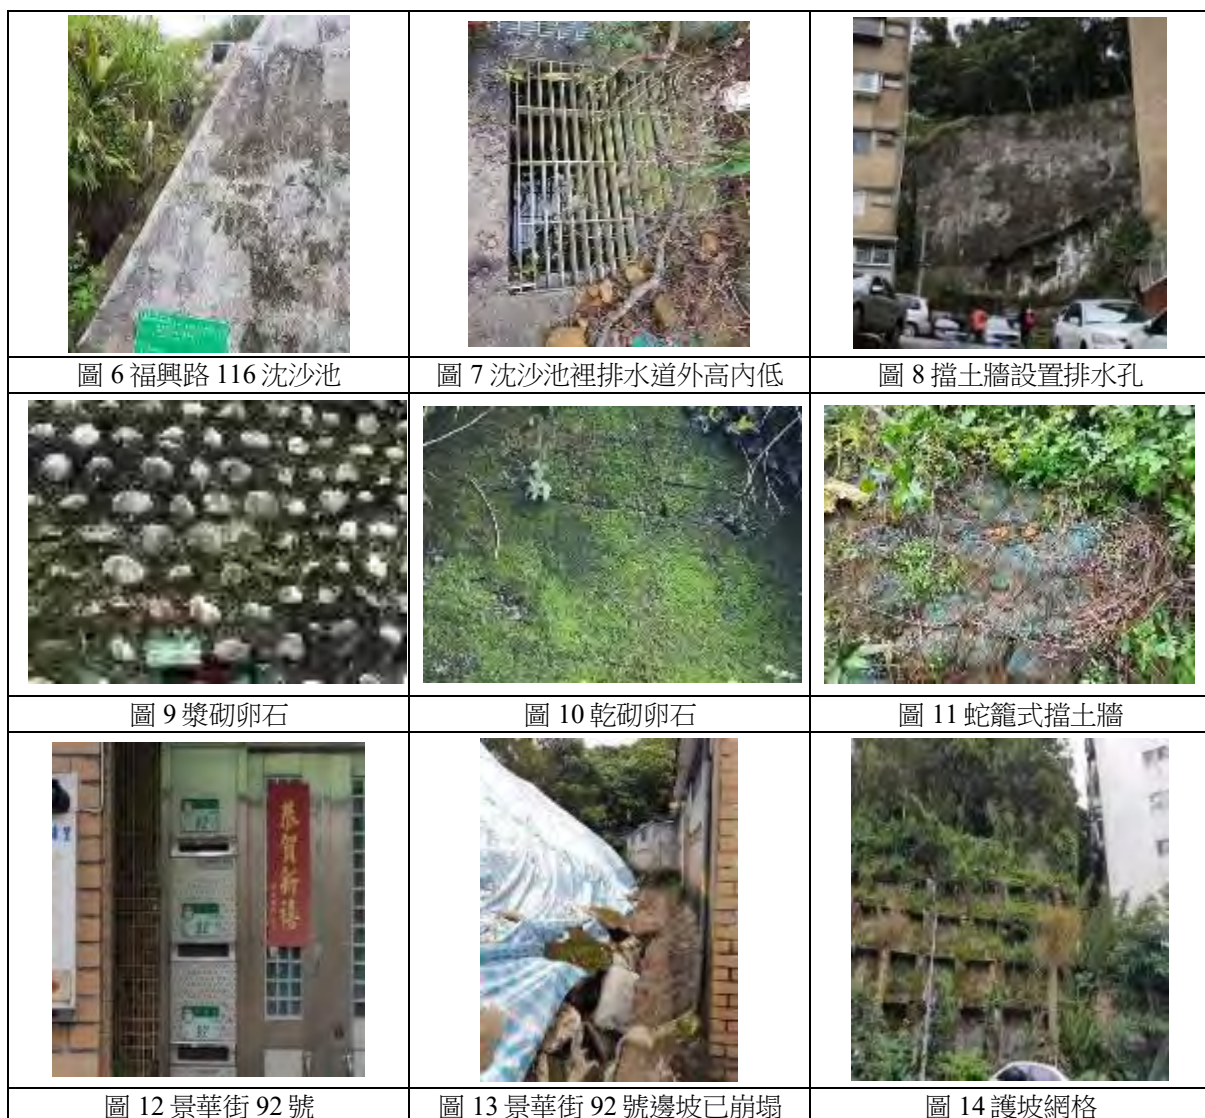 圖 6 福興路 116 沈沙池
圖 7 沈沙池裡排水道外高內低
圖 8 擋土牆設置排水孔
圖 9 漿砌卵石
圖 10 乾砌卵石
圖 11 蛇籠式擋土牆
92
92
92
恭賀新禧
圖 12 景華街 92 號
圖 13 景華街 92 號邊坡已崩塌
圖 14 護坡網格